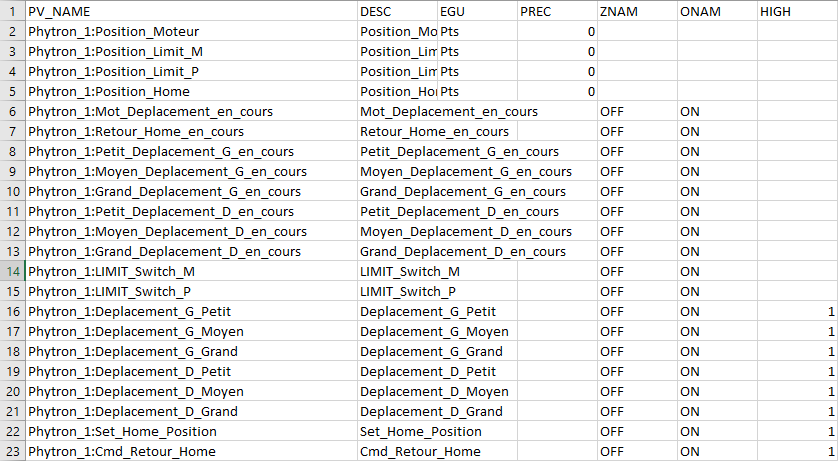 1 PV_NAME DESC EGU PREC ZNAM ONAM HIGH
2 Phytron_1:Position_Moteur Position_Mo Pts 0
3 Phytron_1:Position_Limit_M Position_Lim Pts 0
4 Phytron_1:Position_Limit_P Position_Lim Pts 0
5 Phytron_1:Position_Home Position_Ho Pts 0
6 Phytron_1:Mot_Deplacement_en_cours Mot_Deplacement_en_cours OFF ON
7 Phytron_1:Retour_Home_en_cours Retour_Home_en_cours OFF ON
8 Phytron_1:Petit_Deplacement_G_en_cours Petit_Deplacement_G_en_cours OFF ON
9 Phytron_1:Moyen_Deplacement_G_en_cours Moyen_Deplacement_G_en_cours OFF ON
10 Phytron_1:Grand_Deplacement_G_en_cours Grand_Deplacement_G_en_cours OFF ON
11 Phytron_1:Petit_Deplacement_D_en_cours Petit_Deplacement_D_en_cours OFF ON
12 Phytron_1:Moyen_Deplacement_D_en_cours Moyen_Deplacement_D_en_cours OFF ON
13 Phytron_1:Grand_Deplacement_D_en_cours Grand_Deplacement_D_en_cours OFF ON
14 Phytron_1:LIMIT_Switch_M LIMIT_Switch_M OFF ON
15 Phytron_1:LIMIT_Switch_P LIMIT_Switch_P OFF ON
16 Phytron_1:Deplacement_G_Petit Deplacement_G_Petit OFF ON 1
17 Phytron_1:Deplacement_G_Moyen Deplacement_G_Moyen OFF ON 1
18 Phytron_1:Deplacement_G_Grand Deplacement_G_Grand OFF ON 1
19 Phytron_1:Deplacement_D_Petit Deplacement_D_Petit OFF ON 1
20 Phytron_1:Deplacement_D_Moyen Deplacement_D_Moyen OFF ON 1
21 Phytron_1:Deplacement_D_Grand Deplacement_D_Grand OFF ON 1
22 Phytron_1:Set_Home_Position Set_Home_Position OFF ON 1
23 Phytron_1:Cmd_Retour_Home Cmd_Retour_Home OFF ON 1